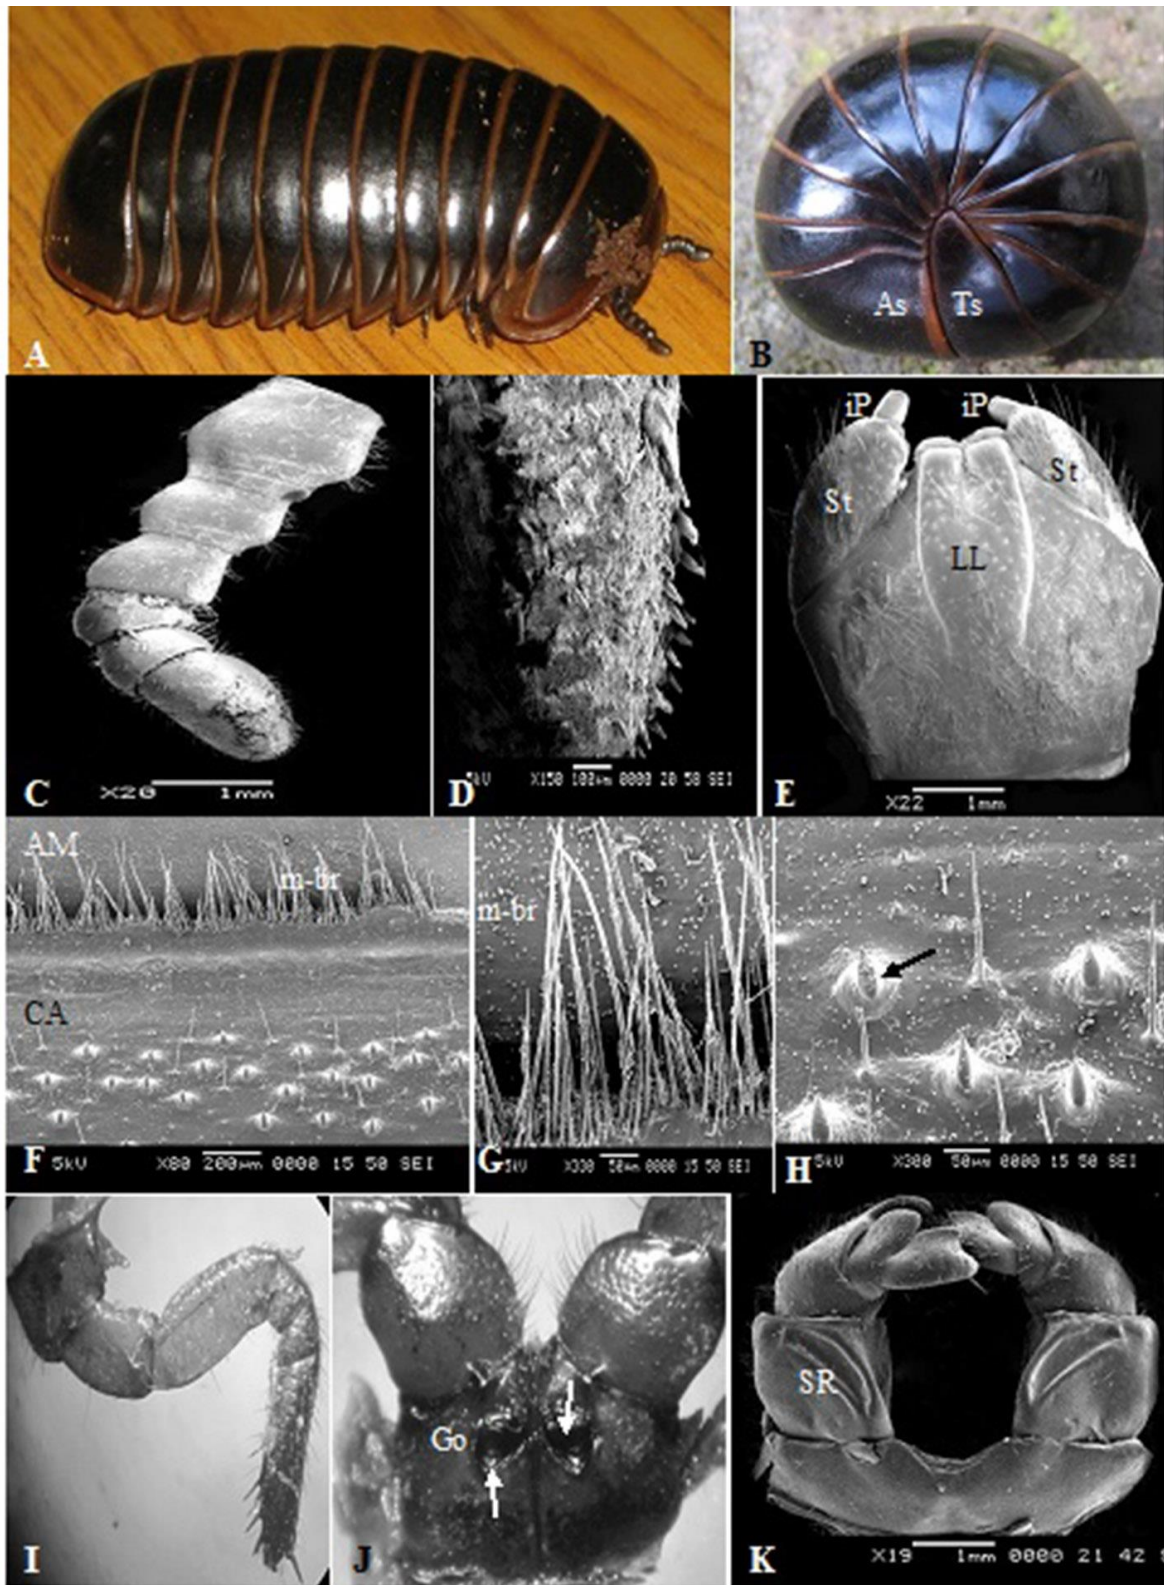 A
B
As
Ts
C
X20 1mm
D
5kV X150 100µm 0000 20 58 SEI
iP
iP
St
St
LL
E
X22 1mm
AM
m-br
CA
F
5kV X80 200µm 0000 15 50 SEI
m-br
G
5kV X330 50µm 0000 15 50 SEI
H
5kV X300 50µm 0000 15 50 SEI
I
Go
J
SR
K
X19 1mm 0000 21 42